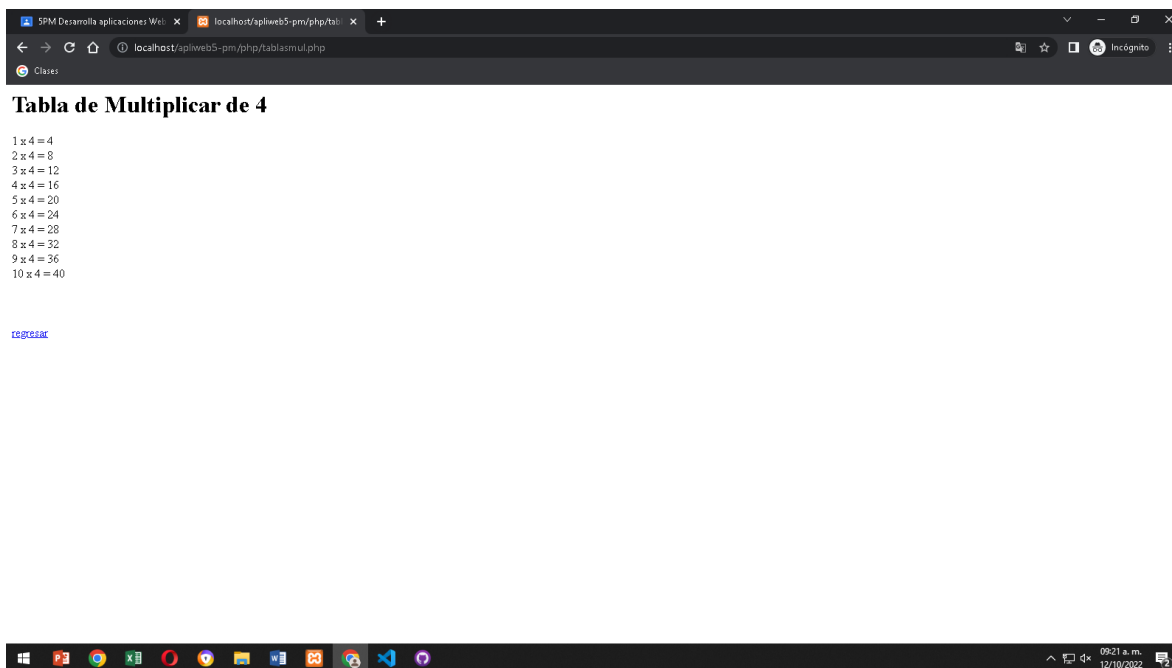 5PM Desarrolla aplicaciones Web
localhost/apliweb5-pm/php/tabl
localhost/apliweb5-pm/php/tablasmul.php
Incógnito
Clases
Tabla de Multiplicar de 4
1 x 4 = 4
2 x 4 = 8
3 x 4 = 12
4 x 4 = 16
5 x 4 = 20
6 x 4 = 24
7 x 4 = 28
8 x 4 = 32
9 x 4 = 36
10 x 4 = 40
regresar
09:21 a. m.
12/10/2022